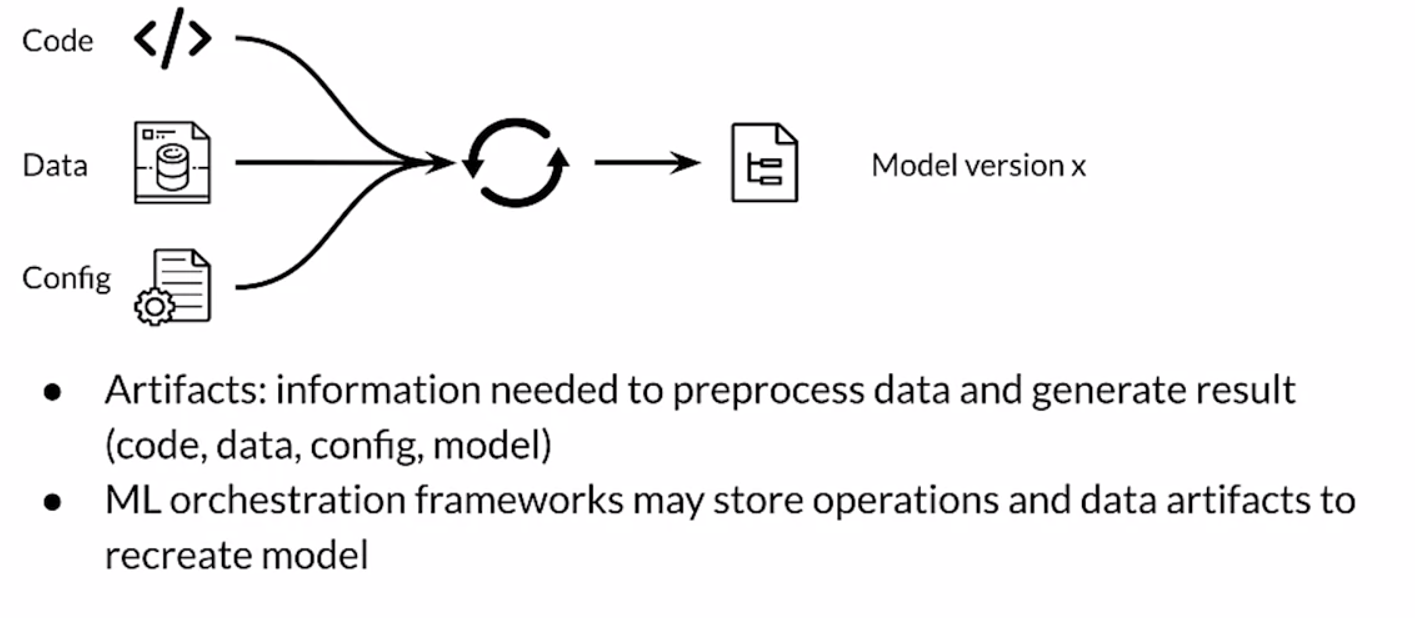 Code
Data
Config
Model version x
● Artifacts: information needed to preprocess data and generate result
(code, data, config, model)
● ML orchestration frameworks may store operations and data artifacts to
recreate model